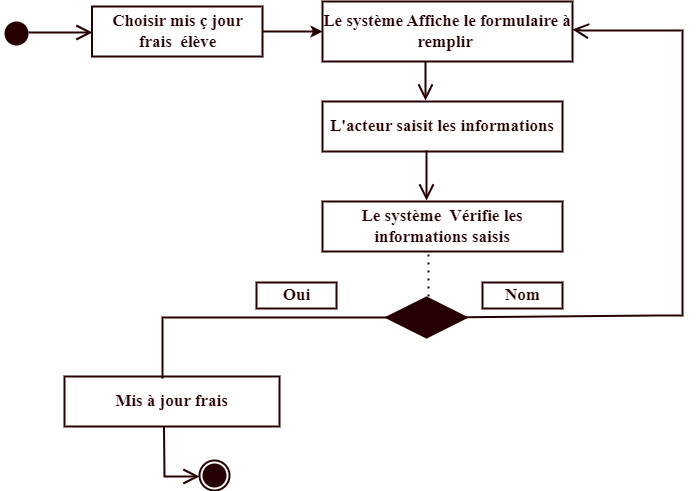 Choisir mis ç jour
frais élève
Le système Affiche le formulaire à
remplir
L'acteur saisit les informations
Le système Vérifie les
informations saisis
Oui
Nom
Mis à jour frais